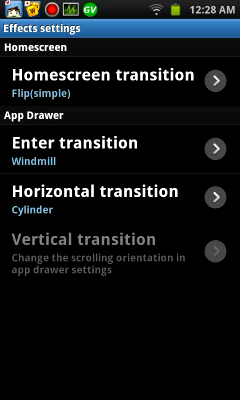 GV
12:28 AM
Effects settings
Homescreen
Homescreen transition
Flip(simple)
App Drawer
Enter transition
Windmill
Horizontal transition
Cylinder
Vertical transition
Change the scrolling orientation in
app drawer settings